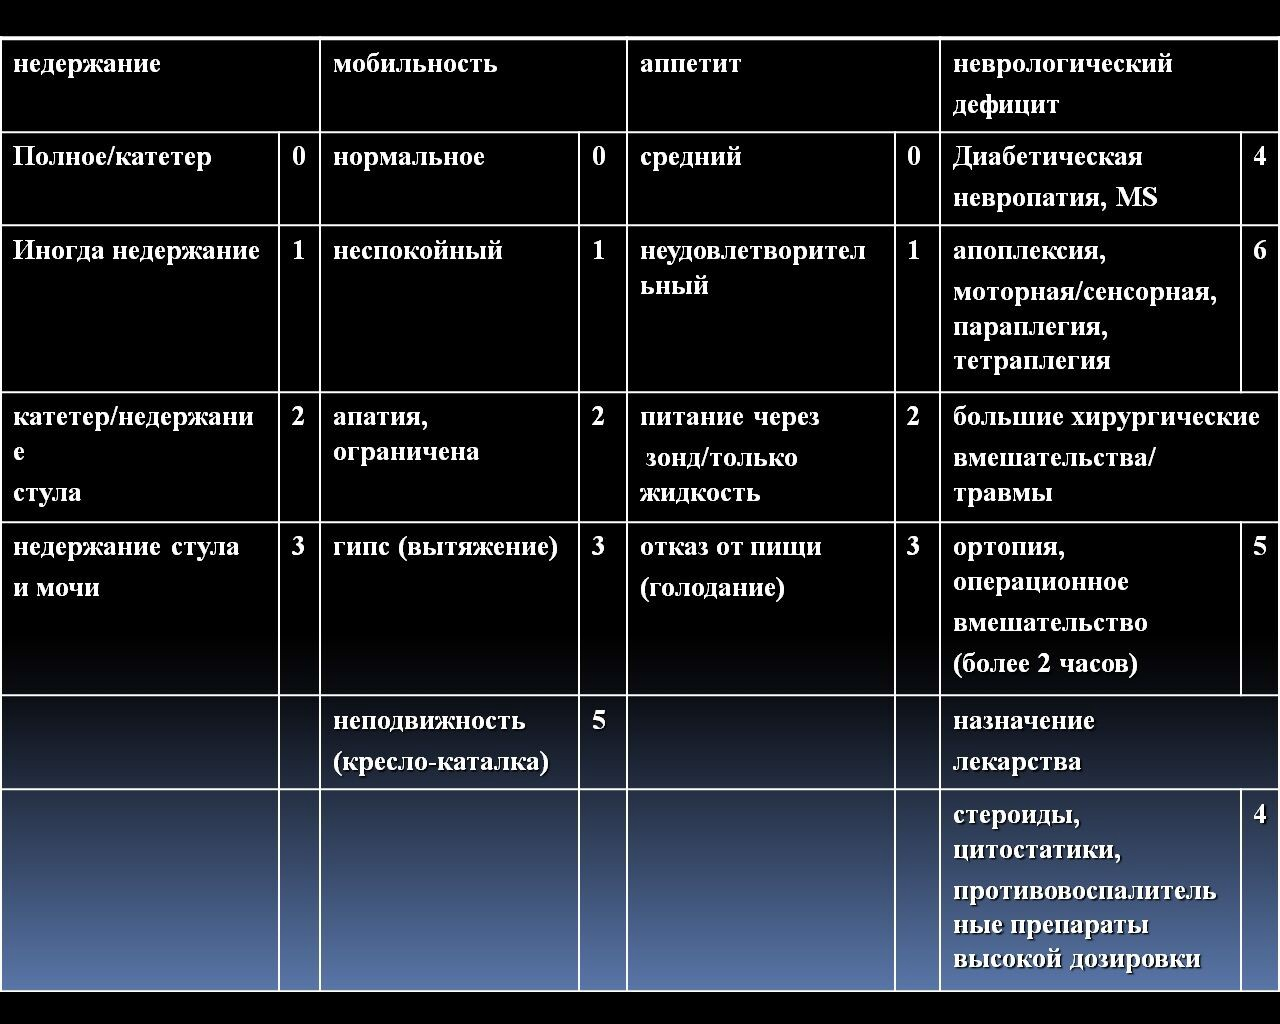 недержание
мобильность
аппетит
неврологический
дефицит
Полное/катетер
0
нормальное
0
средний
0
Диабетическая
невропатия, MS
4
Иногда недержание
1
неспокойный
1
неудовлетворител
ьный
1
апоплексия,
моторная/сенсорная,
параплегия,
тетраплегия
6
катетер/недержани
е
стула
2
апатия,
ограничена
2
питание через
зонд/только
жидкость
2
большие хирургические
вмешательства/
травмы
недержание стула
и мочи
3
гипс (вытяжение)
3
отказ от пищи
(голодание)
3
ортопия,
операционное
вмешательство
(более 2 часов)
5
неподвижность
(кресло-каталка)
5
назначение
лекарства
стероиды,
цитостатики,
противовоспалитель
ные препараты
высокой дозировки
4